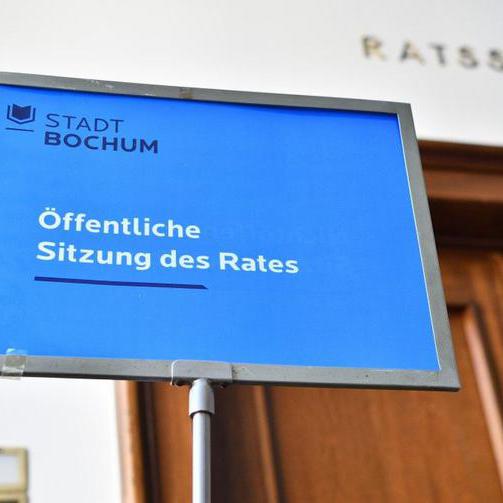 RATSS
STADT
BOCHUM
Öffentliche
Sitzung des Rates